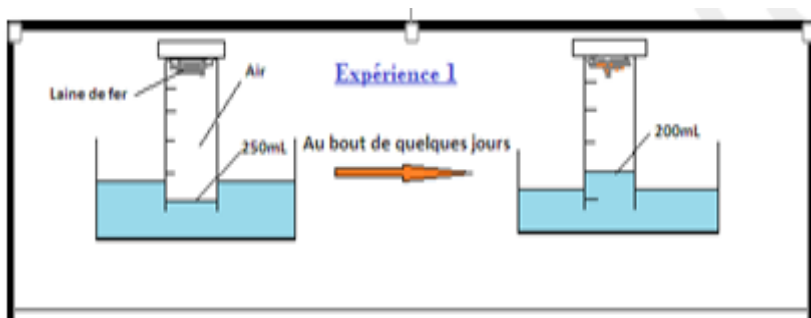 Expérience 1
Laine de fer
Air
250mL
Au bout de quelques jours
200mL